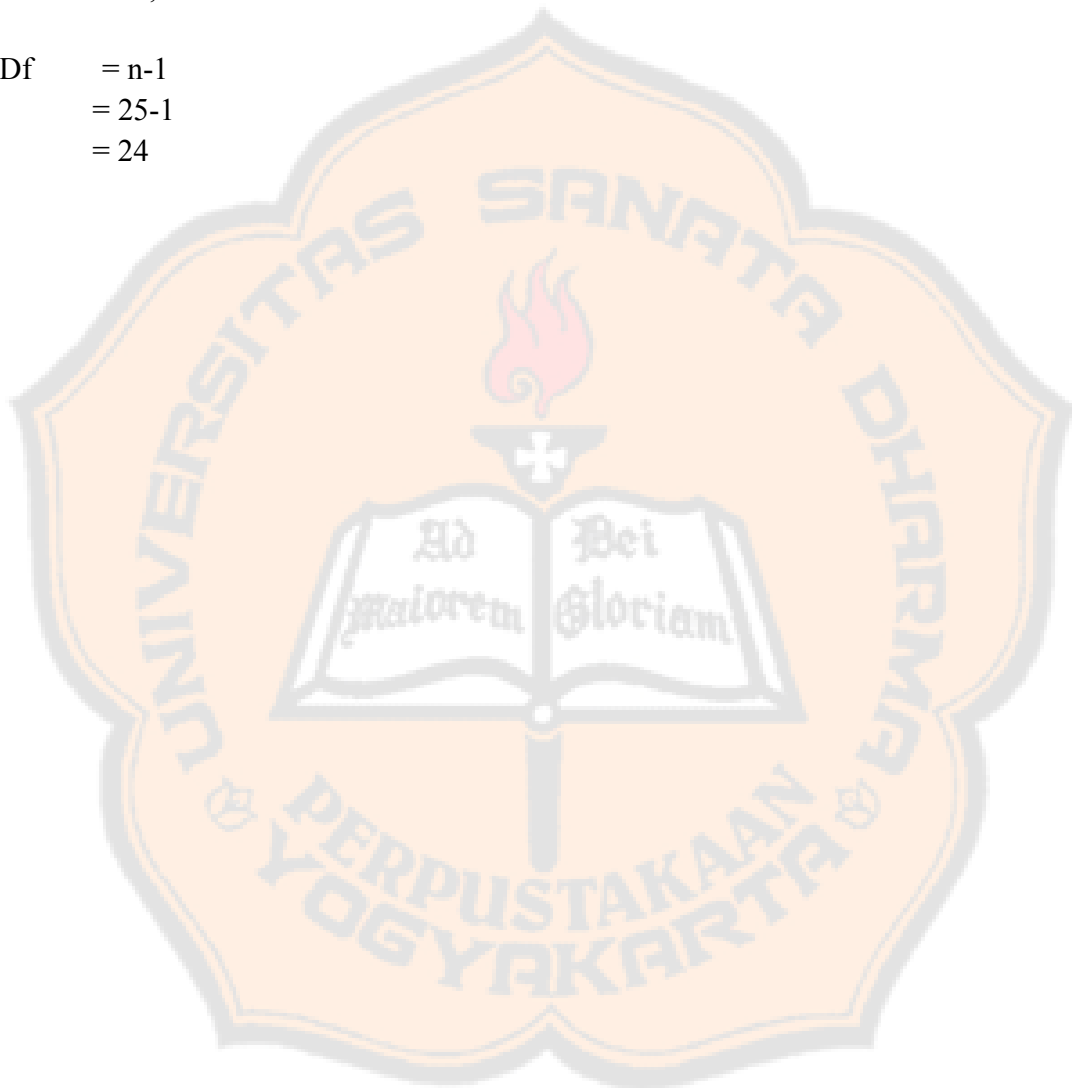 Df = n-1
= 25-1
= 24
UNIVERSITAS SANATA DHARMA
Ad Dei
Maiorem Gloriam
PERPUSTAKAAN
YOGYAKARTA